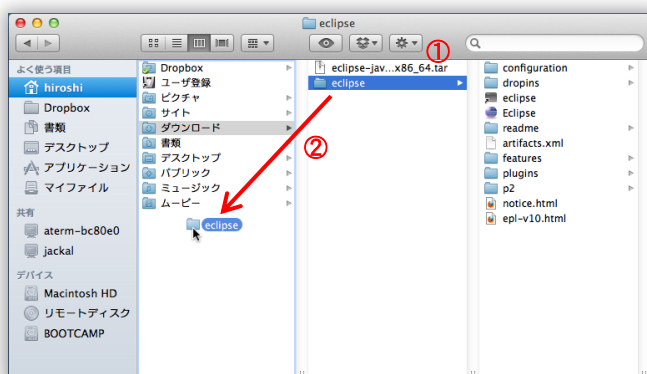 eclipse
①
よく使う項目
hiroshi
Dropbox
書類
デスクトップ
アプリケーション
マイファイル
共有
aterm-bc80e0
jackal
デバイス
Macintosh HD
リモートディスク
BOOTCAMP
Dropbox
ユーザ登録
ピクチャ
サイト
ダウンロード
書類
デスクトップ
パブリック
ミュージック
ムービー
eclipse
②
eclipse-jav...x86_64.tar
eclipse
configuration
dropins
eclipse
Eclipse
readme
artifacts.xml
features
plugins
p2
notice.html
epl-v10.html